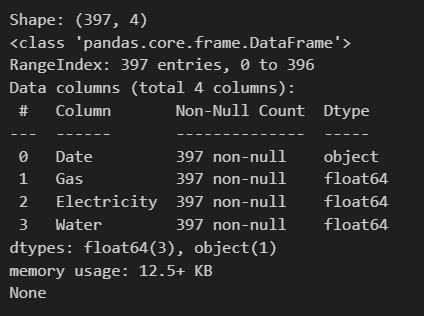 Shape: (397, 4)
<class 'pandas.core.frame.DataFrame'>
RangeIndex: 397 entries, 0 to 396
Data columns (total 4 columns):
 #   Column       Non-Null Count  Dtype
---  ------       --------------  -----
 0   Date         397 non-null    object
 1   Gas          397 non-null    float64
 2   Electricity  397 non-null    float64
 3   Water        397 non-null    float64
dtypes: float64(3), object(1)
memory usage: 12.5+ KB
None